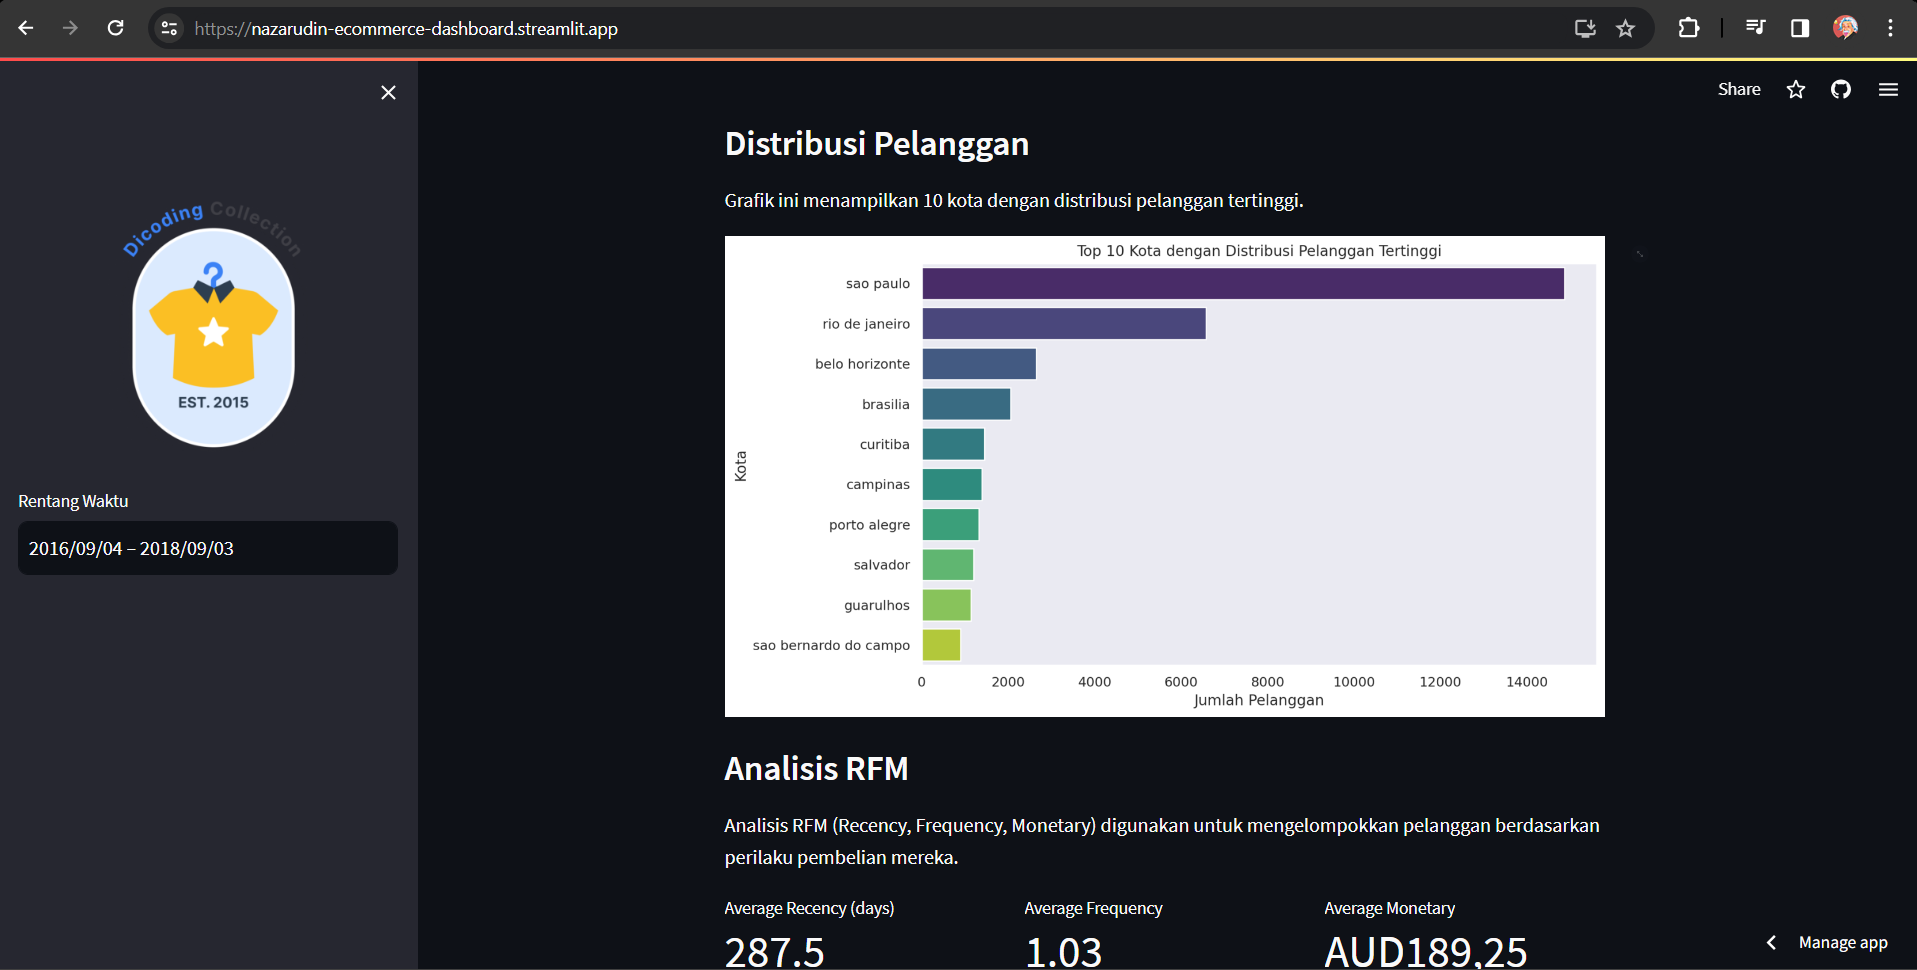 https://nazarudin-ecommerce-dashboard.streamlit.app
Share
Dicoding Collection
EST. 2015
Rentang Waktu
2016/09/04 – 2018/09/03
Distribusi Pelanggan
Grafik ini menampilkan 10 kota dengan distribusi pelanggan tertinggi.
Top 10 Kota dengan Distribusi Pelanggan Tertinggi
Kota
sao paulo
rio de janeiro
belo horizonte
brasilia
curitiba
campinas
porto alegre
salvador
guarulhos
sao bernardo do campo
0 2000 4000 6000 8000 10000 12000 14000
Jumlah Pelanggan
Analisis RFM
Analisis RFM (Recency, Frequency, Monetary) digunakan untuk mengelompokkan pelanggan berdasarkan
perilaku pembelian mereka.
Average Recency (days)
287.5
Average Frequency
1.03
Average Monetary
AUD189,25
Manage app